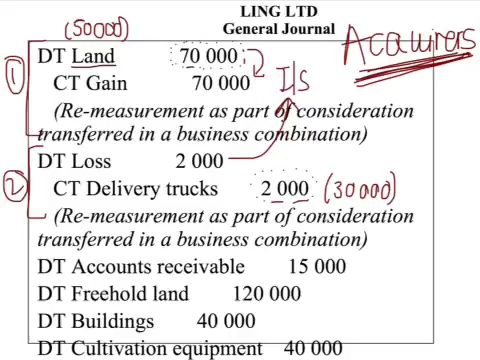 LING LTD
(50000) General Journal
Acquirers
① DT Land 70 000
CT Gain 70 000 I/S
(Re-measurement as part of consideration
transferred in a business combination)
② DT Loss 2 000
CT Delivery trucks 2 000 (30000)
(Re-measurement as part of consideration
transferred in a business combination)
DT Accounts receivable 15 000
DT Freehold land 120 000
DT Buildings 40 000
DT Cultivation equipment 40 000